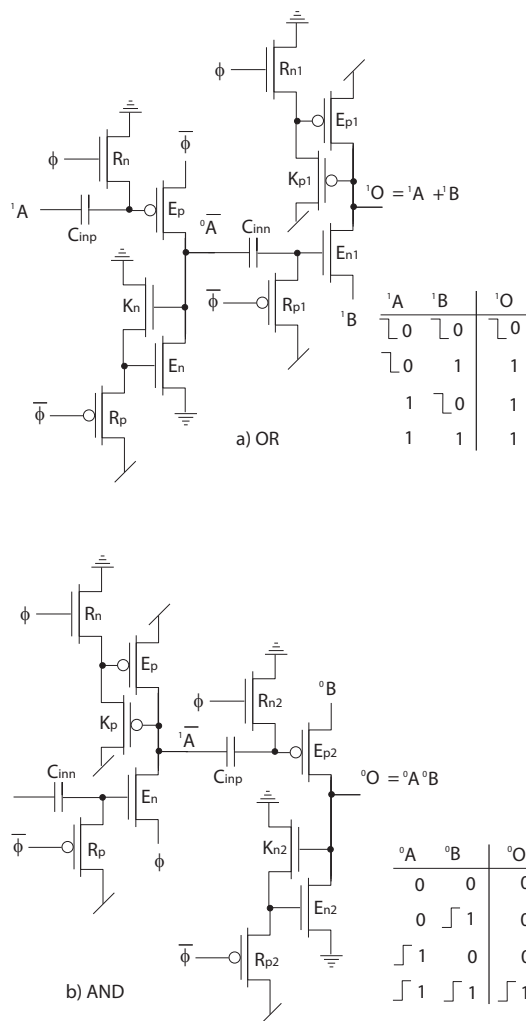 ϕ Rn1
Ep1
ϕ Rn ϕ̅
Kp1
¹A Cinp Ep ⁰A̅ Cinn ¹O = ¹A + ¹B
En1
Kn ϕ̅ Rp1 ¹B
En
ϕ̅ Rp
¹A ¹B ¹O
0 0 0
0 1 1
1 0 1
1 1 1
a) OR
ϕ Rn
Ep
Kp ¹A̅ ϕ Rn2 ⁰B
Cinn Cinp Ep2
En ⁰O = ⁰A⁰B
ϕ̅ Rp ϕ Kn2
En2
ϕ̅ Rp2
⁰A ⁰B ⁰O
0 0 0
0 1 0
1 0 0
1 1 1
b) AND